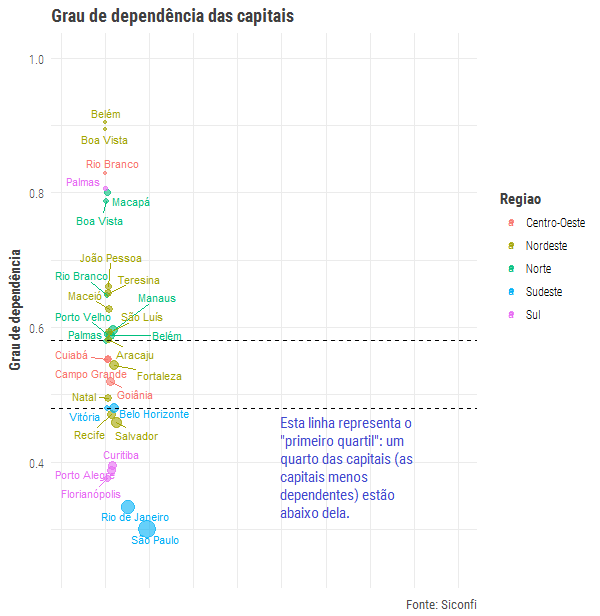 Grau de dependência das capitais
1.0
Belém
Boa Vista
Rio Branco
Palmas
0.8
Macapá
Boa Vista
João Pessoa
Rio Branco
Teresina
Maceió
Manaus
Porto Velho
São Luís
0.6
Palmas
Belém
Cuiabá
Aracaju
Campo Grande
Fortaleza
Natal
Goiânia
Vitória
Belo Horizonte
Recife
Salvador
Curitiba
0.4
Porto Alegre
Florianópolis
Rio de Janeiro
São Paulo
Esta linha representa o
"primeiro quartil": um
quarto das capitais (as
capitais menos
dependentes) estão
abaixo dela.
Grau de dependência
Regiao
Centro-Oeste
Nordeste
Norte
Sudeste
Sul
Fonte: Siconfi